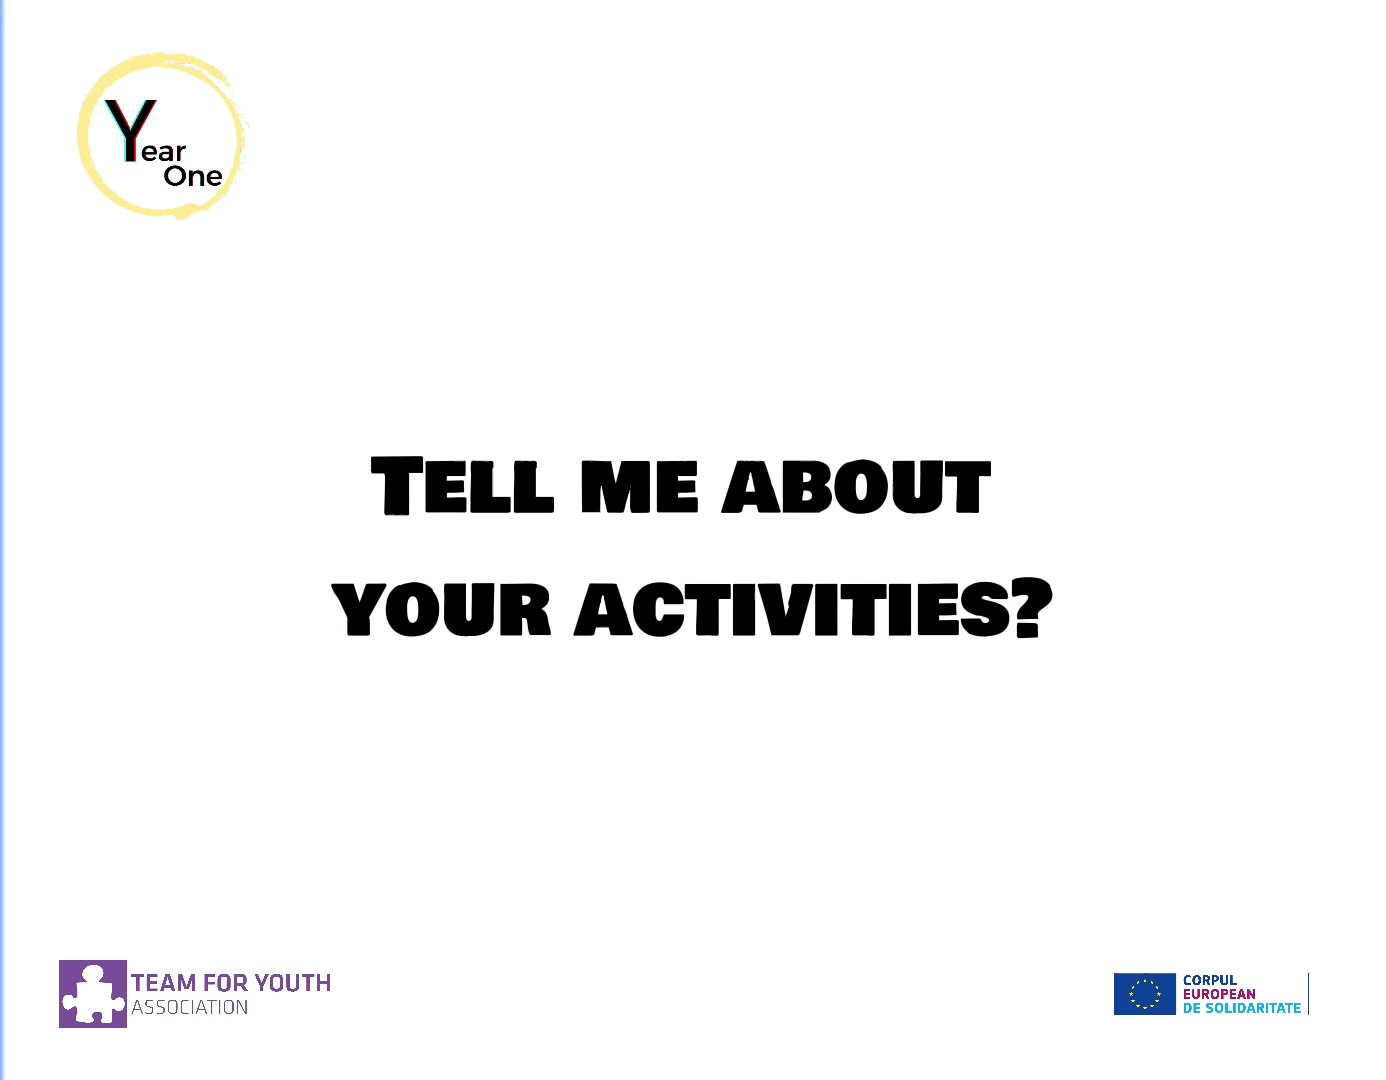 Year
One
Tell me about
your activities?
TEAM FOR YOUTH
ASSOCIATION
CORPUL
EUROPEAN
DE SOLIDARITATE